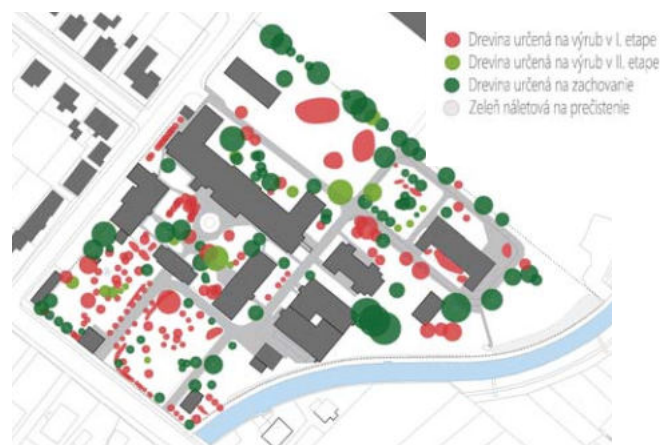 Drevina určená na výrub v I. etape
Drevina určená na výrub v II. etape
Drevina určená na zachovanie
Zeleň náletová na prečistenie